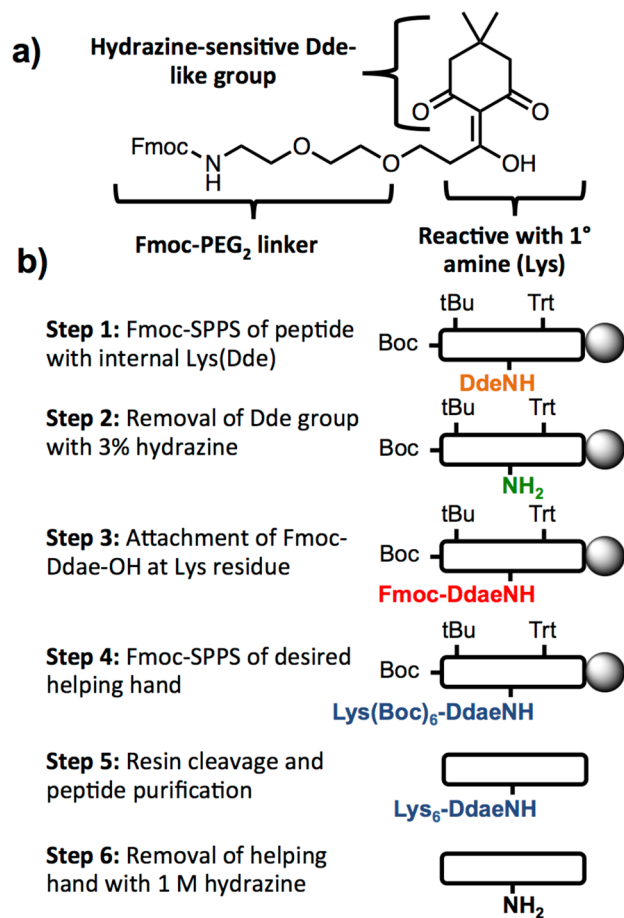 a)
Hydrazine-sensitive Dde-
like group
O
O
Fmoc
N
H
O
O
OH
Fmoc-PEG₂ linker
Reactive with 1°
amine (Lys)
b)
Step 1: Fmoc-SPPS of peptide
with internal Lys(Dde)
tBu Trt
Boc
DdeNH
Step 2: Removal of Dde group
with 3% hydrazine
tBu Trt
Boc
NH₂
Step 3: Attachment of Fmoc-
Ddae-OH at Lys residue
tBu Trt
Boc
Fmoc-DdaeNH
Step 4: Fmoc-SPPS of desired
helping hand
tBu Trt
Boc
Lys(Boc)₆-DdaeNH
Step 5: Resin cleavage and
peptide purification
Lys₆-DdaeNH
Step 6: Removal of helping
hand with 1 M hydrazine
NH₂